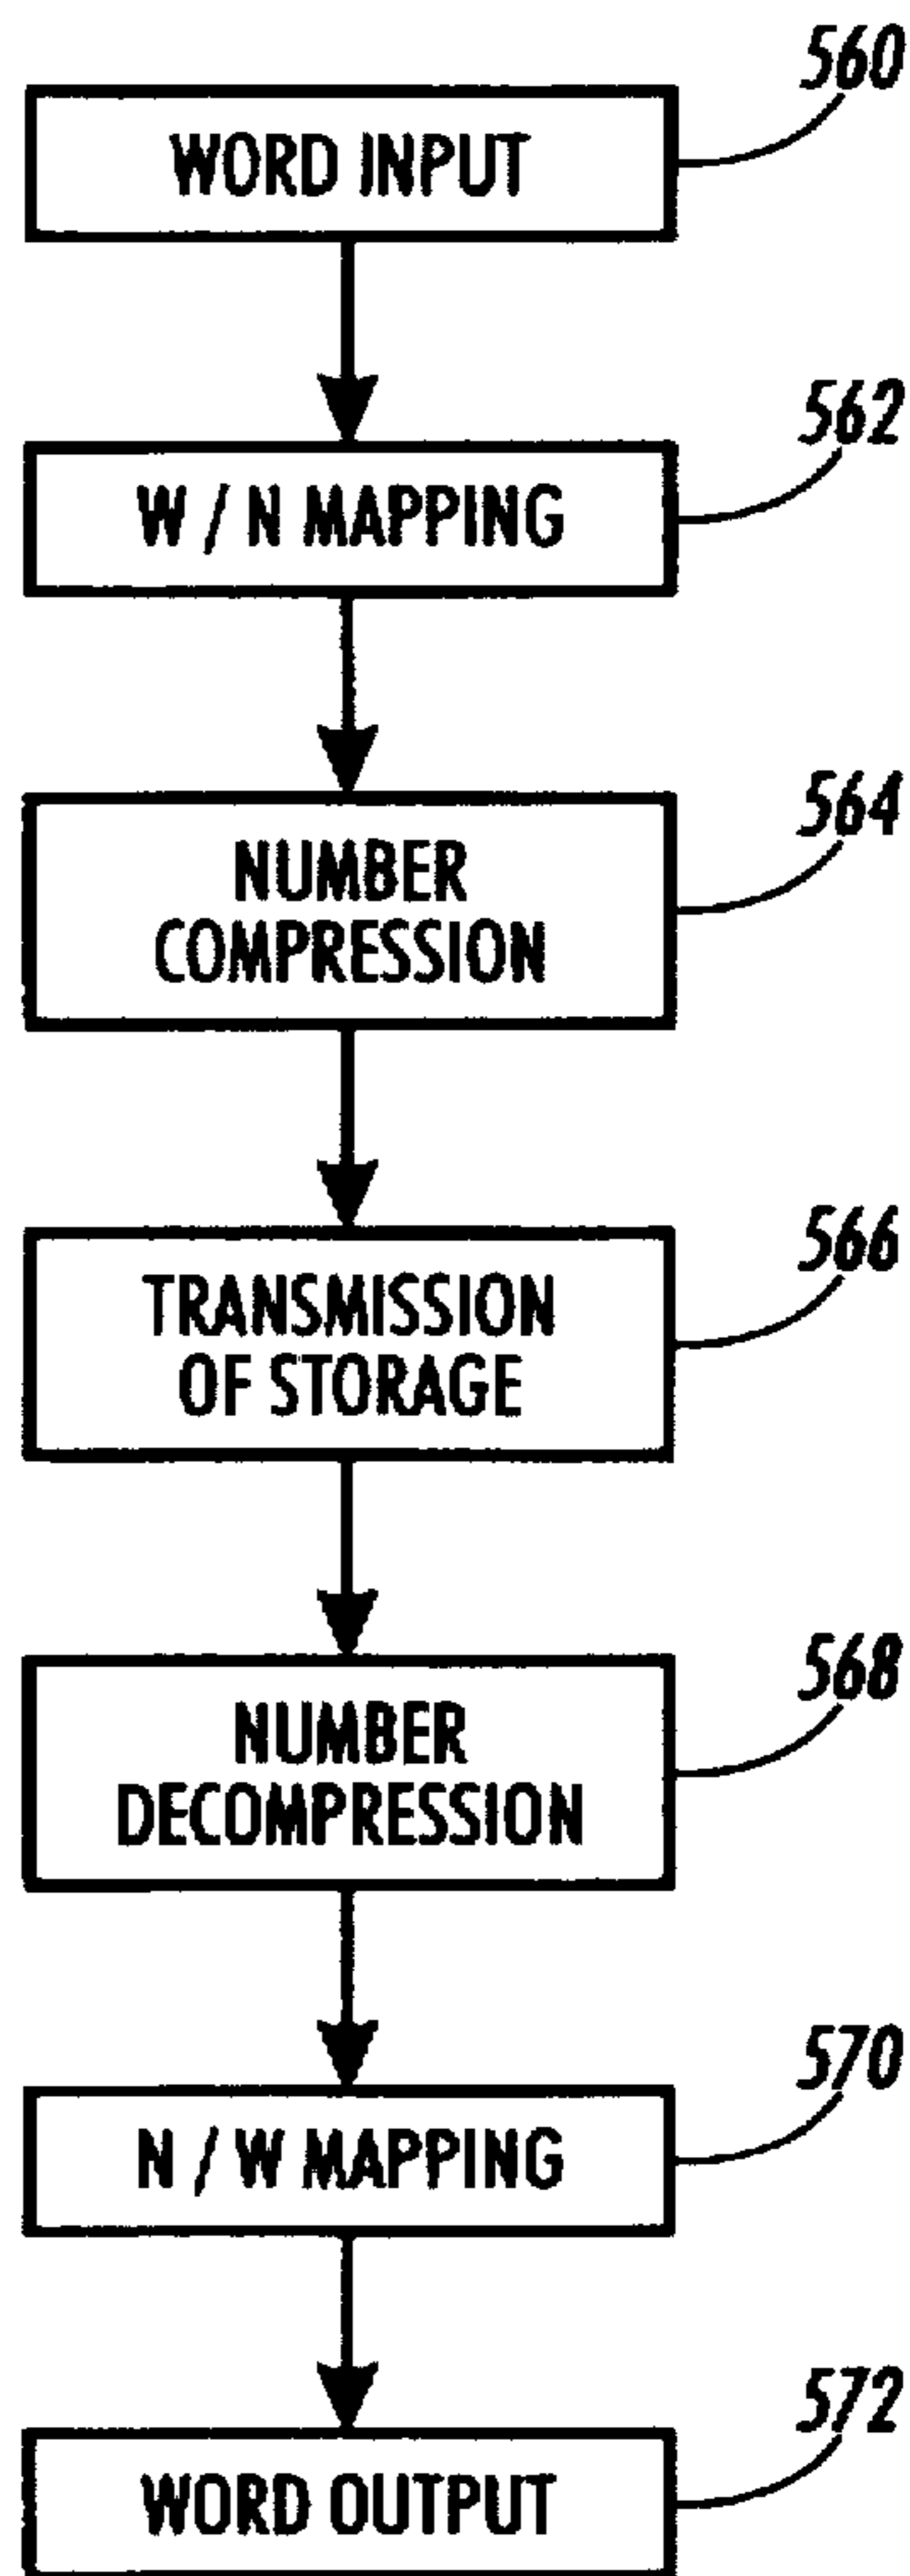 560
WORD INPUT
562
W / N MAPPING
564
NUMBER
COMPRESSION
566
TRANSMISSION
OF STORAGE
568
NUMBER
DECOMPRESSION
570
N / W MAPPING
572
WORD OUTPUT